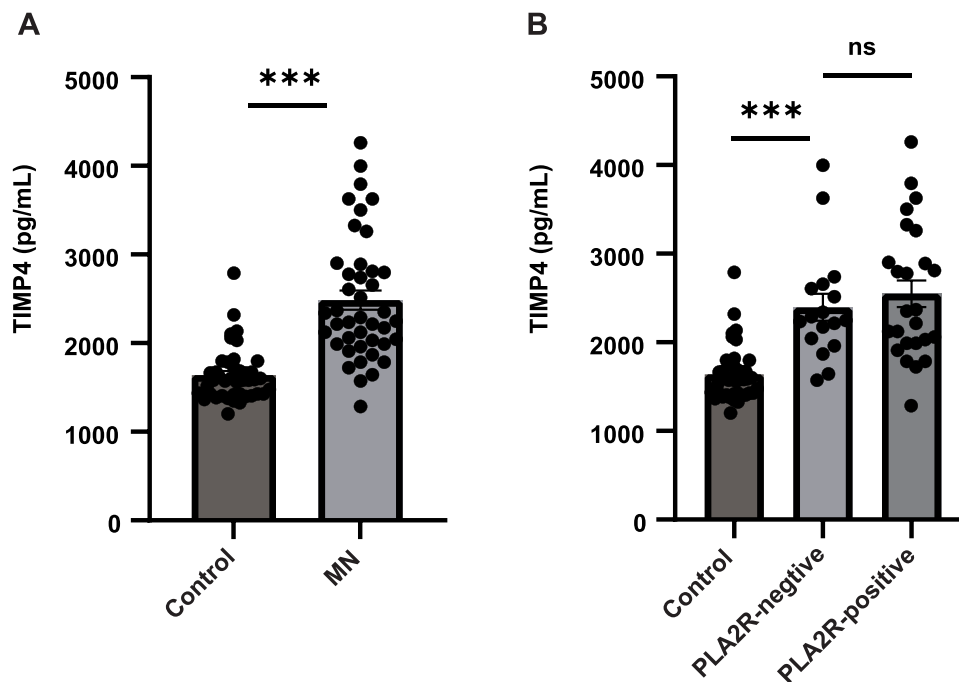 A
TIMP4 (pg/mL)
5000
4000
3000
2000
1000
0
***
Control
MN
B
TIMP4 (pg/mL)
5000
4000
3000
2000
1000
0
***
ns
Control
PLA2R-negtive
PLA2R-positive